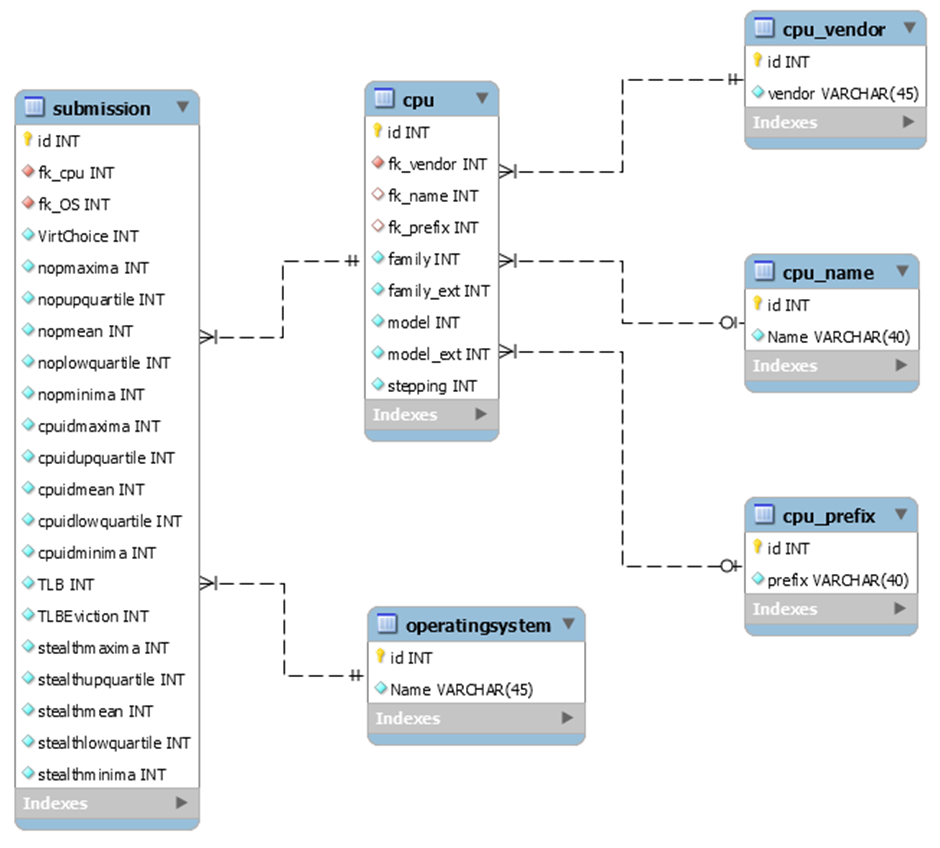 submission
id INT
fk_cpu INT
fk_OS INT
VirtChoice INT
nopmaxima INT
nopupquartile INT
nopmean INT
noplowquartile INT
nopminima INT
cpuidmaxima INT
cpuidupquartile INT
cpuidmean INT
cpuidlowquartile INT
cpuidminima INT
TLB INT
TLBEviction INT
stealthmaxima INT
stealthupquartile INT
stealthmean INT
stealthlowquartile INT
stealthminima INT
Indexes
cpu
id INT
fk_vendor INT
fk_name INT
fk_prefix INT
family INT
family_ext INT
model INT
model_ext INT
stepping INT
Indexes
operatingsystem
id INT
Name VARCHAR(45)
Indexes
cpu_vendor
id INT
vendor VARCHAR(45)
Indexes
cpu_name
id INT
Name VARCHAR(40)
Indexes
cpu_prefix
id INT
prefix VARCHAR(40)
Indexes